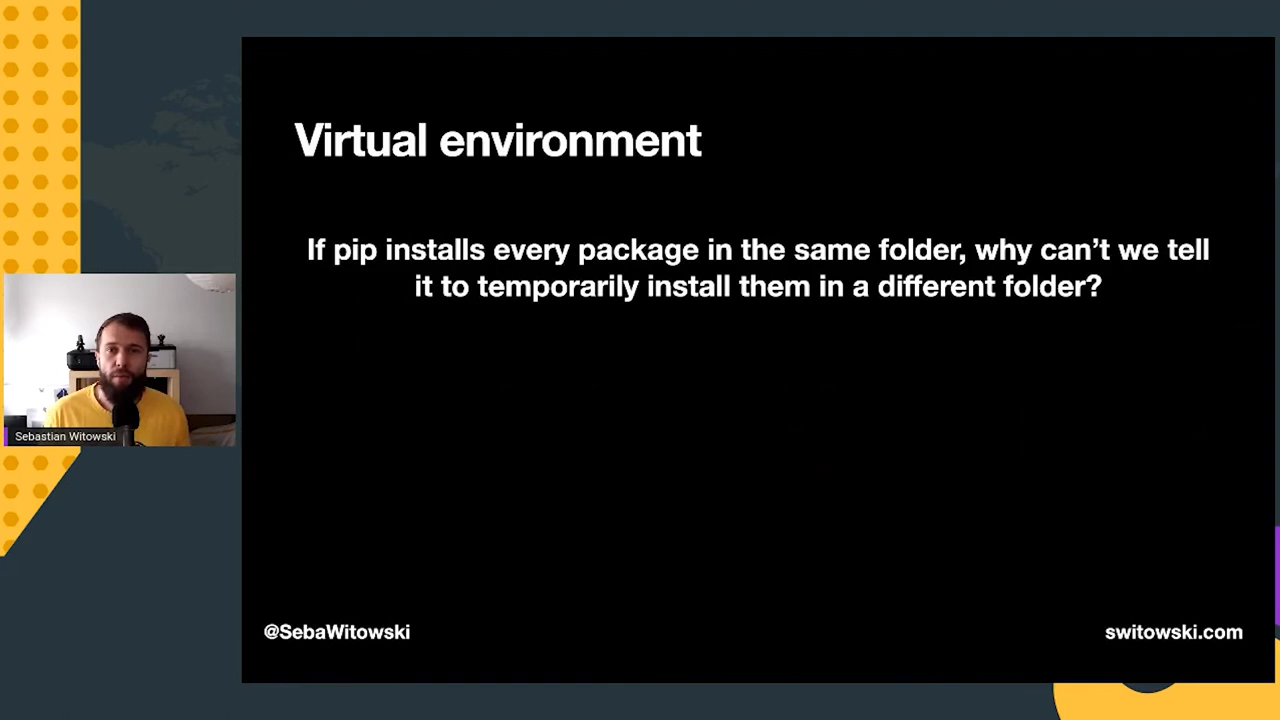 Virtual environment
If pip installs every package in the same folder, why can’t we tell
it to temporarily install them in a different folder?
Sebastian Witowski
@SebaWitowski
switowski.com